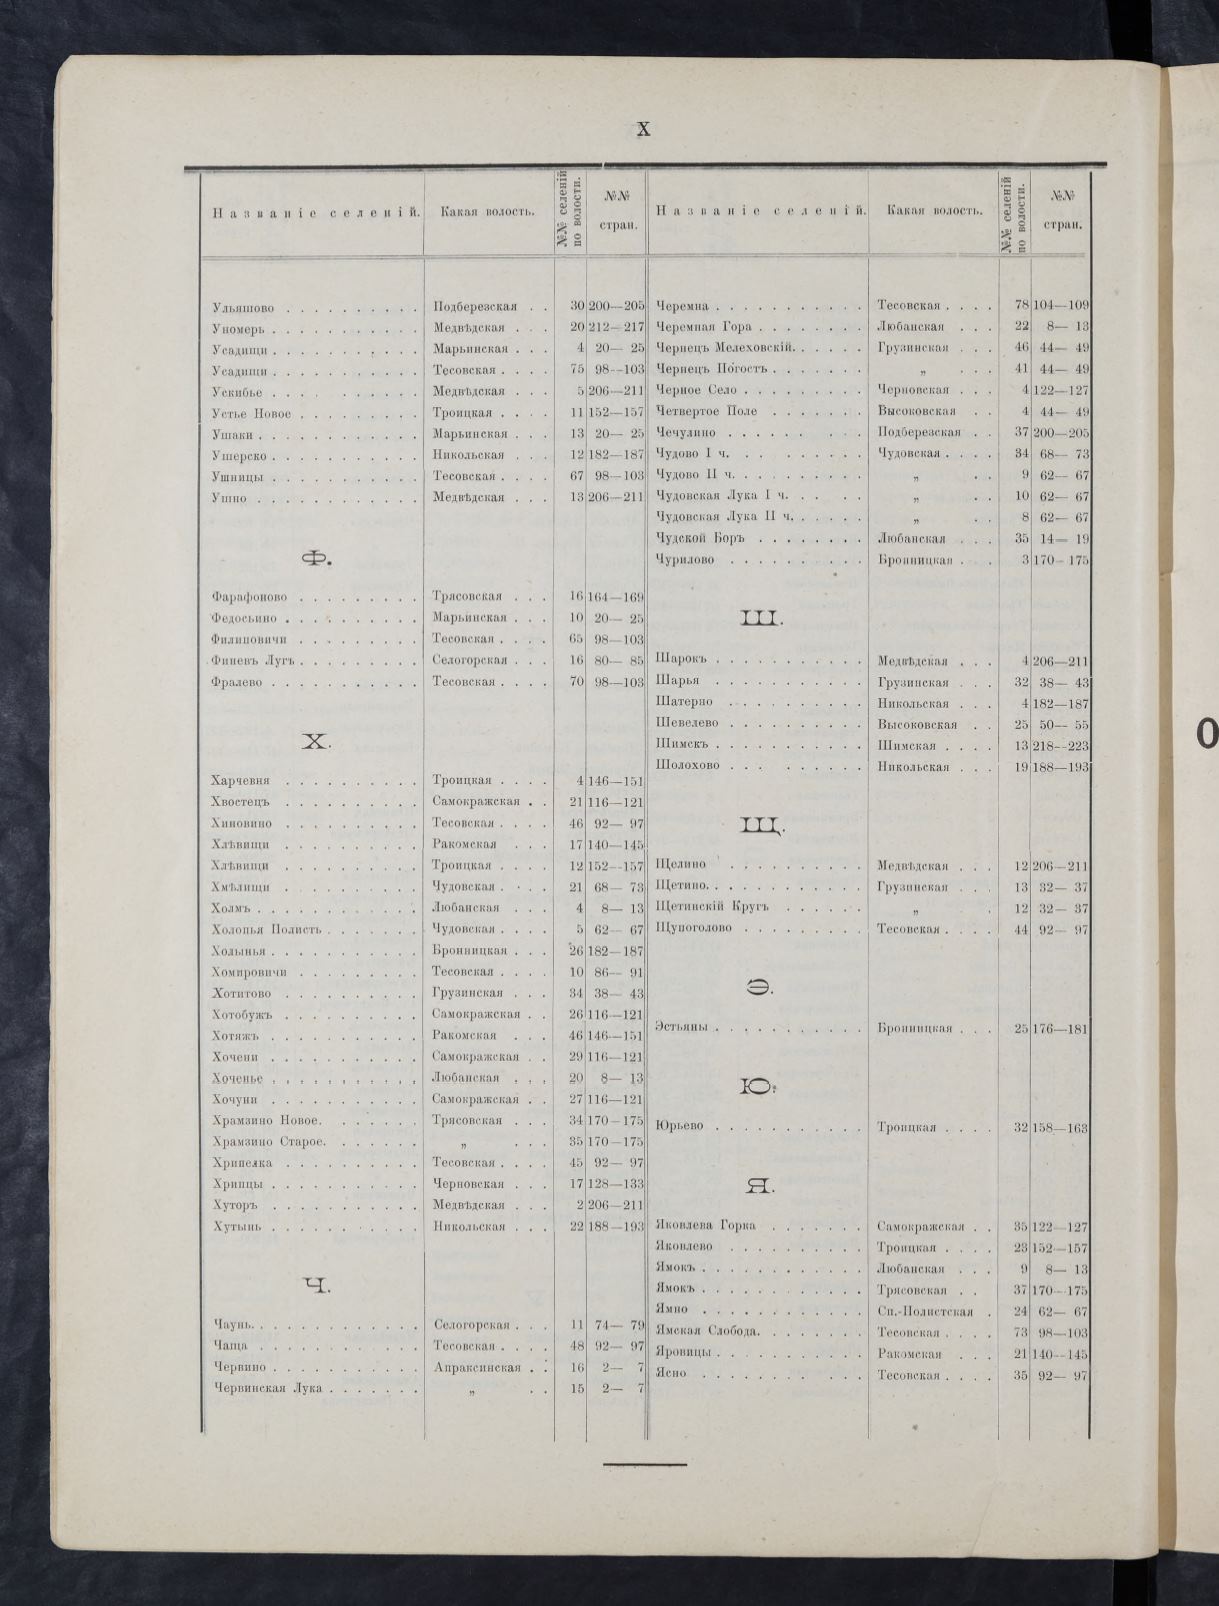 X
Названіе селеній. Какая волость. №№ селеній по волости. №№ стран.
Ульяшово Подберезская 30 200—205
Уномерь Медвѣдская 20 212—217
Усадищи Марьинская 4 20—25
Усадищи Тесовская 75 98—103
Ускибье Медвѣдская 5 206—211
Устье Новое Троицкая 11 152—157
Ушаки Марьинская 13 20—25
Ушерско Никольская 12 182—187
Ушницы Тесовская 67 98—103
Ушно Медвѣдская 13 206—211
Ф.
Фарафоново Трясовская 16 164—169
Федосьино Марьинская 10 20—25
Филиповичи Тесовская 65 98—103
Финевъ Лугъ Селогорская 16 80—85
Фралево Тесовская 70 98—103
Х.
Харчевня Троицкая 4 146—151
Хвостецъ Самокражская 21 116—121
Хиновино Тесовская 46 92—97
Хлѣвищи Ракомская 17 140—145
Хлѣвищи Троицкая 12 152—157
Хмѣлищи Чудовская 21 68—73
Холмъ Любанская 4 8—13
Холопья Полисть Чудовская 5 62—67
Холынья Бронницкая 26 182—187
Хомировичи Тесовская 10 86—91
Хотитово Грузинская 34 38—43
Хотобужъ Самокражская 26 116—121
Хотяжъ Ракомская 46 146—151
Хочени Самокражская 29 116—121
Хоченье Любанская 20 8—13
Хочуни Самокражская 27 116—121
Храмзино Новое. Трясовская 34 170—175
Храмзино Старое. „ 35 170—175
Хрипелка Тесовская 45 92—97
Хрипцы Черновская 17 128—133
Хуторъ Медвѣдская 2 206—211
Хутынь Никольская 22 188—193
Ч.
Чаунь. Селогорская 11 74—79
Чаща Тесовская 48 92—97
Червино Апраксинская 16 2—7
Червинская Лука „ 15 2—7
Названіе селеній. Какая волость. №№ селеній по волости. №№ стран.
Черемна Тесовская 78 104—109
Черемная Гора Любанская 22 8—13
Чернецъ Мелеховскій. Грузинская 46 44—49
Чернецъ Погостъ „ 41 44—49
Черное Село Черновская 4 122—127
Четвертое Поле Высоковская 4 44—49
Чечулино Подберезская 37 200—205
Чудово I ч. Чудовская 34 68—73
Чудово II ч. „ 9 62—67
Чудовская Лука I ч. „ 10 62—67
Чудовская Лука II ч. „ 8 62—67
Чудской Боръ Любанская 35 14—19
Чурилово Бронницкая 3 170—175
Ш.
Шарокъ Медвѣдская 4 206—211
Шарья Грузинская 32 38—43
Шатерно Никольская 4 182—187
Шевелево Высоковская 25 50—55
Шимскъ Шимская 13 218—223
Шолохово Никольская 19 188—193
Щ.
Щелино Медвѣдская 12 206—211
Щетино. Грузинская 13 32—37
Щетинскій Кругъ „ 12 32—37
Щупоголово Тесовская 44 92—97
Э.
Эстьяны Бронницкая 25 176—181
Ю.
Юрьево Троицкая 32 158—163
Я.
Яковлева Горка Самокражская 35 122—127
Яковлево Троицкая 23 152—157
Ямокъ Любанская 9 8—13
Ямокъ Трясовская 37 170—175
Ямно Сп.-Полистская 24 62—67
Ямская Слобода. Тесовская 73 98—103
Яровицы Ракомская 21 140—145
Ясно Тесовская 35 92—97
О